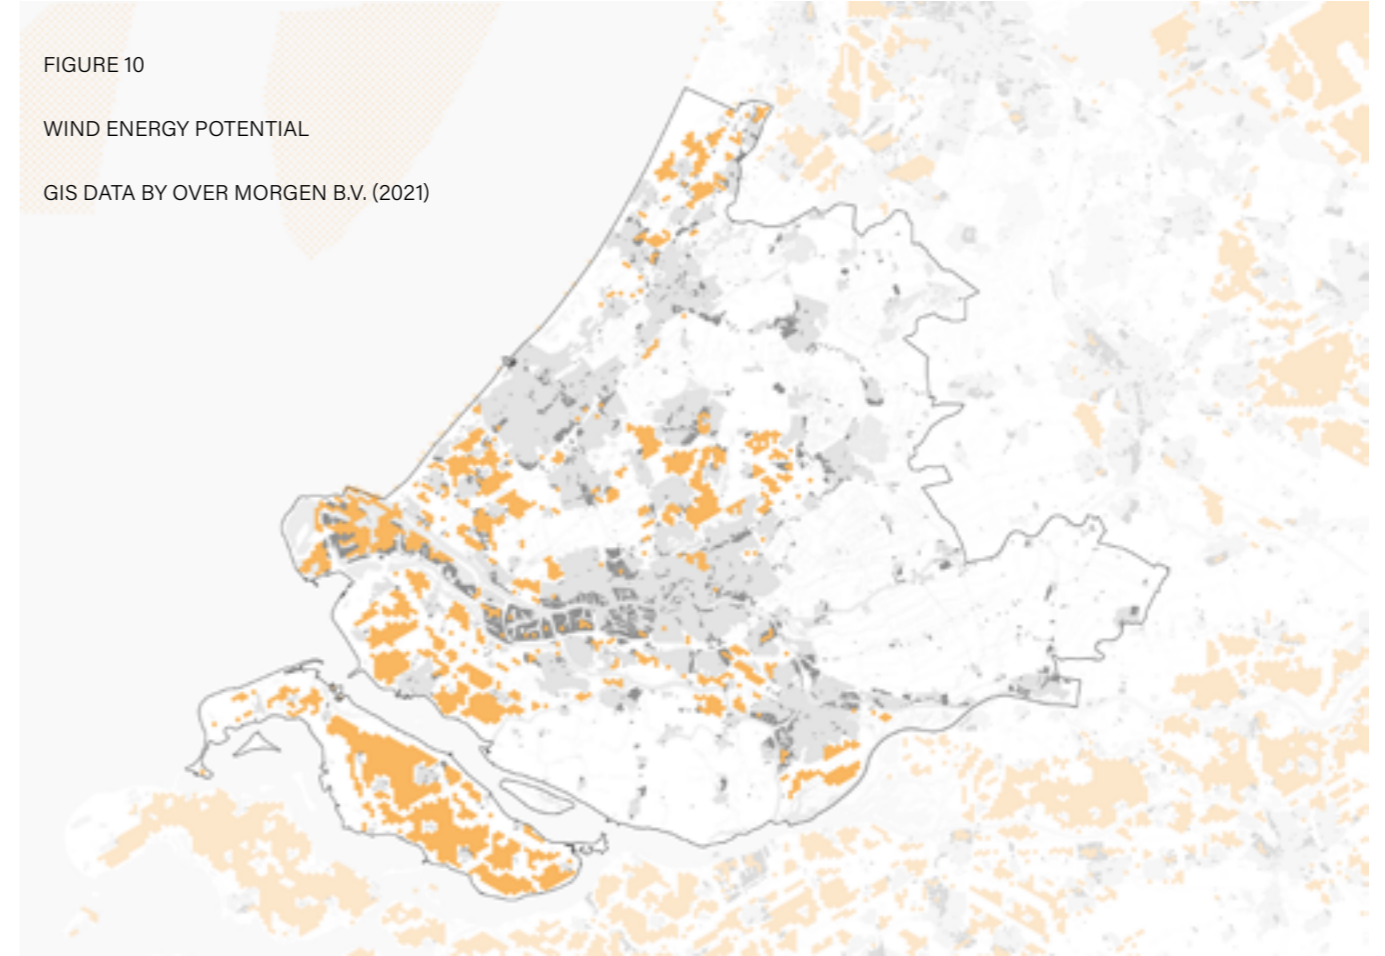 FIGURE 10
WIND ENERGY POTENTIAL
GIS DATA BY OVER MORGEN B.V. (2021)